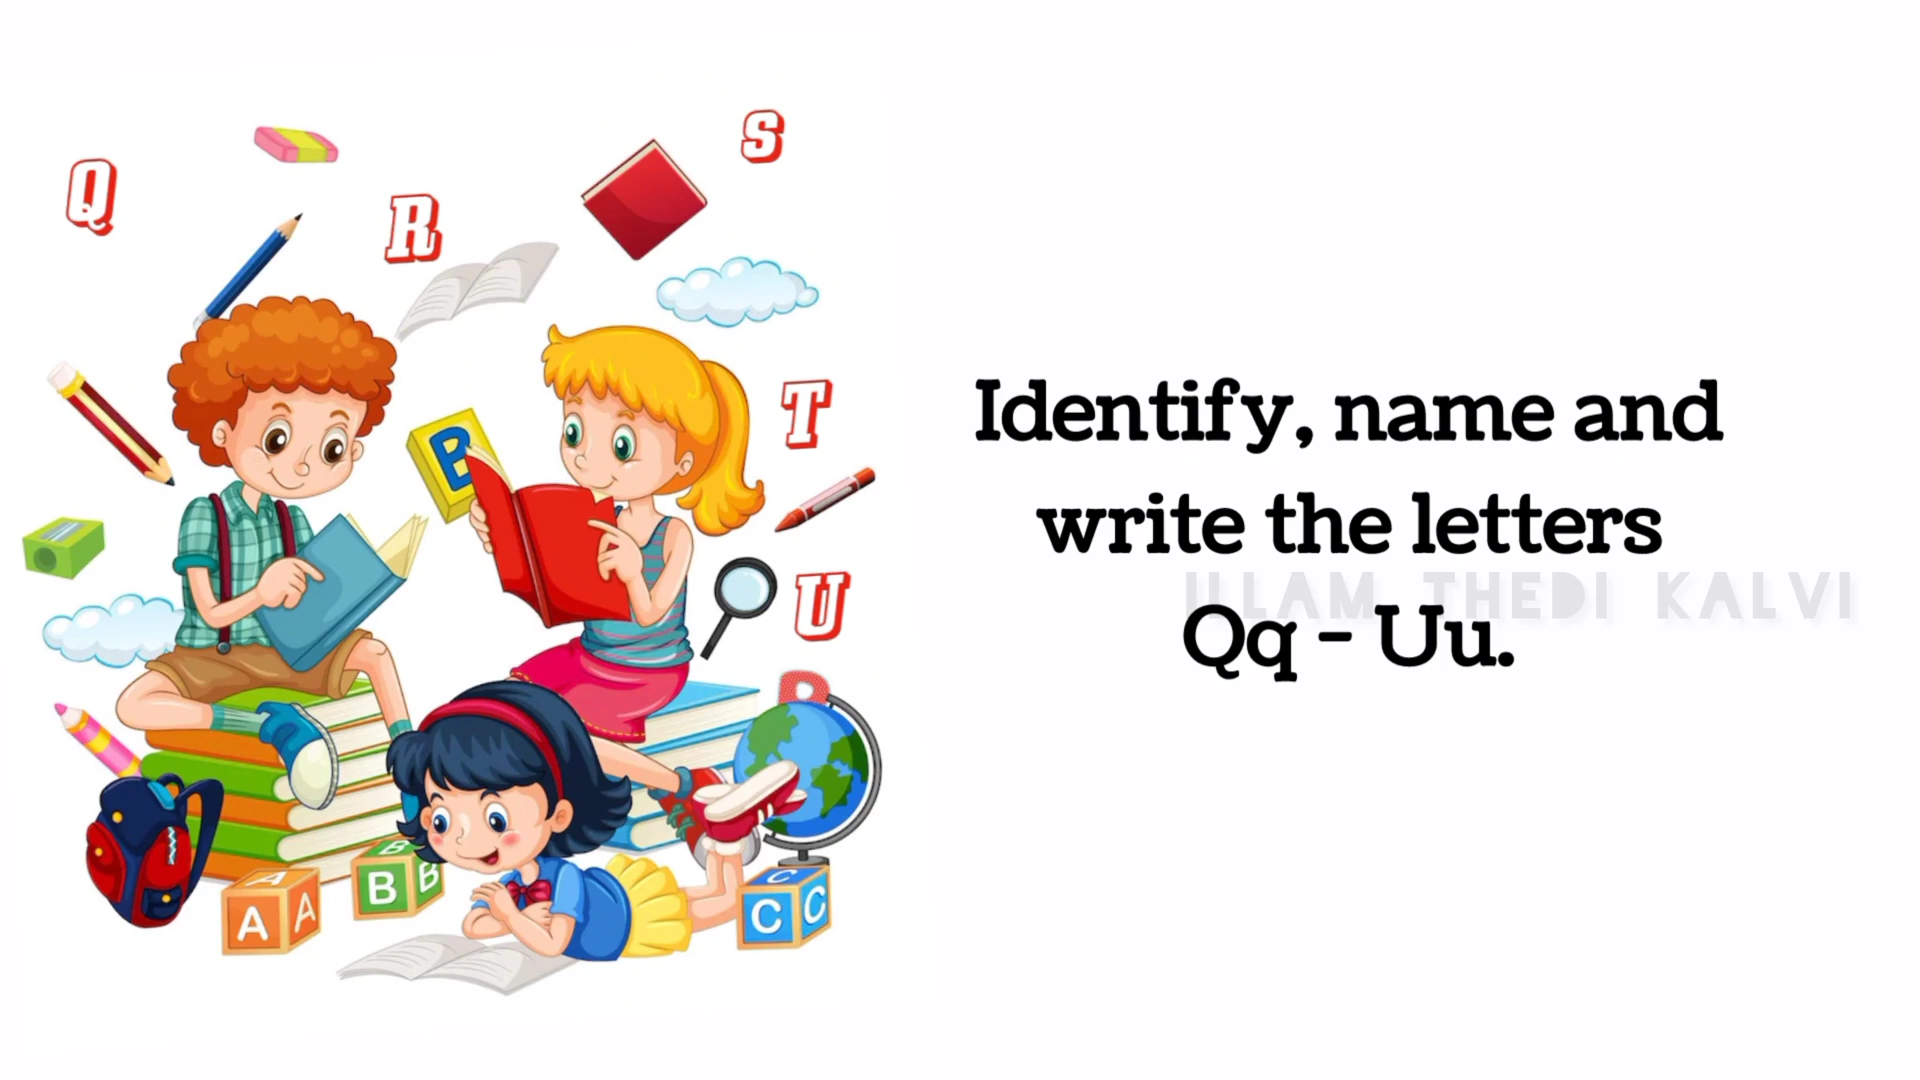 S
Q
R
T
B
U
A
A
B
B
B
C
C
C
Identify, name and
write the letters
ULLAM THEDI KALVI
Qq - Uu.